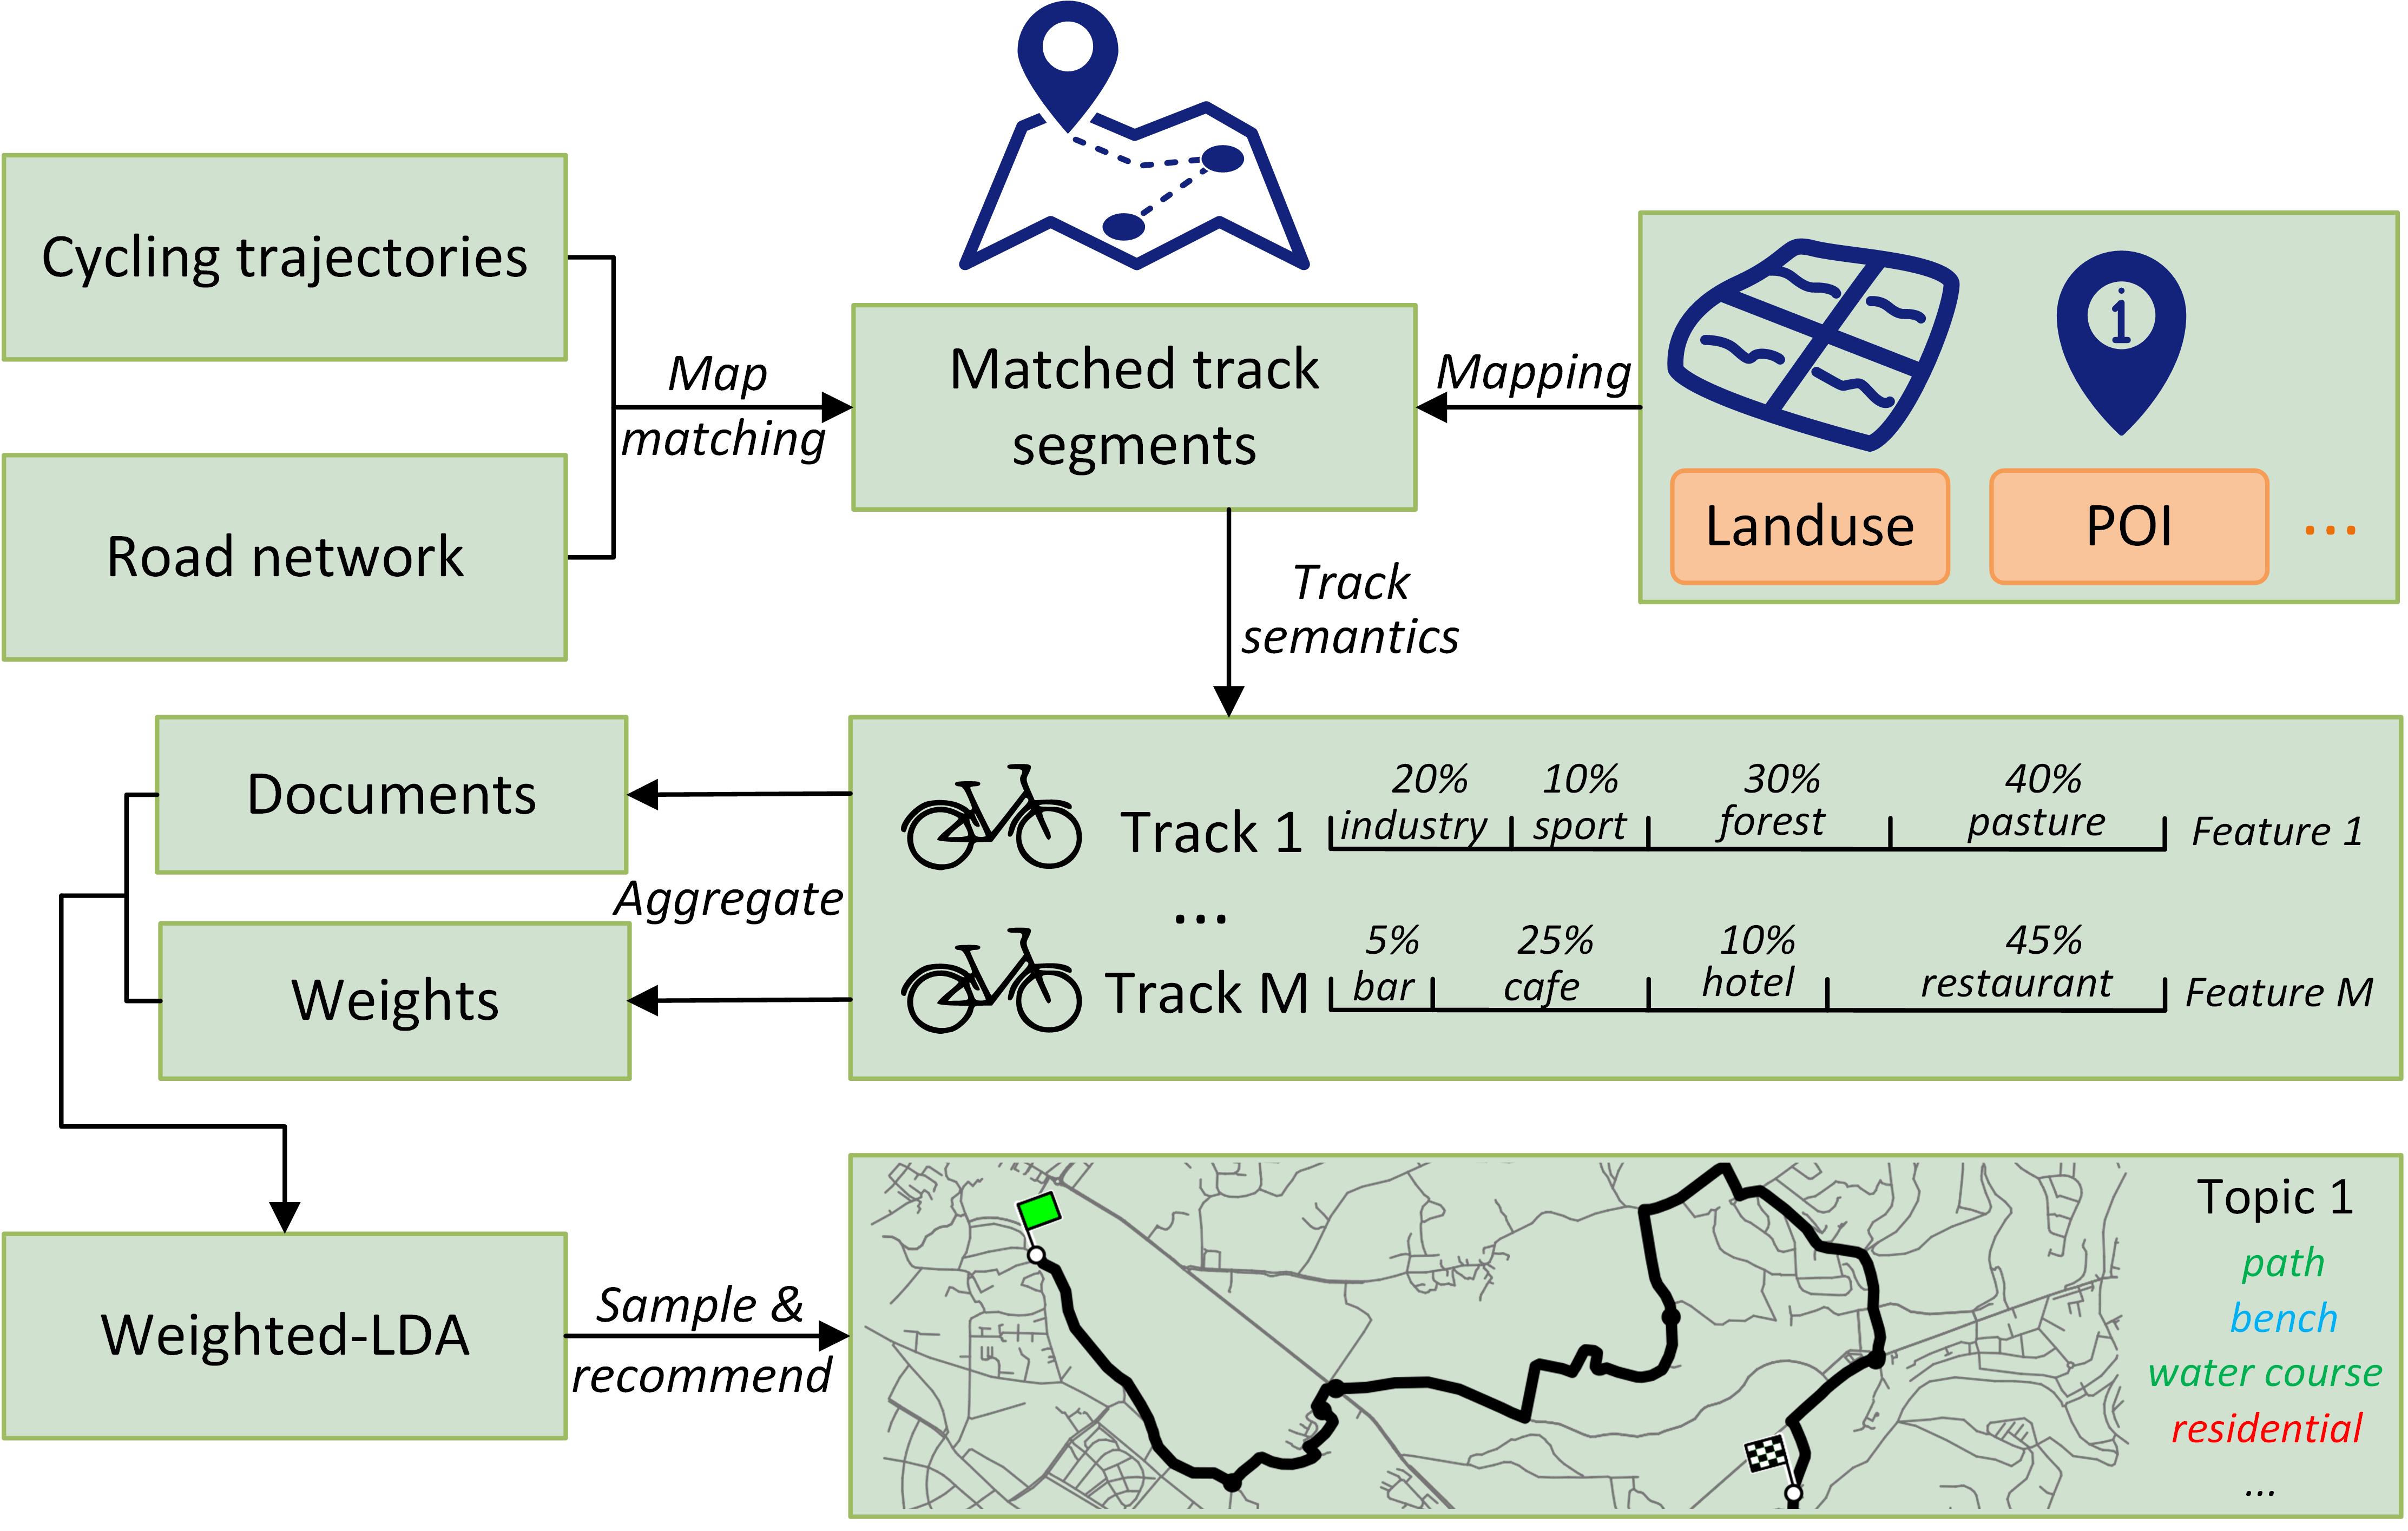 Cycling trajectories
Road network
Map
matching
Matched track
segments
Mapping
i
Landuse
POI
...
Track
semantics
Documents
Weights
Aggregate
20%
10%
30%
40%
Track 1
industry
sport
forest
pasture
Feature 1
...
5%
25%
10%
45%
Track M
bar
cafe
hotel
restaurant
Feature M
Weighted-LDA
Sample &
recommend
Topic 1
path
bench
water course
residential
...